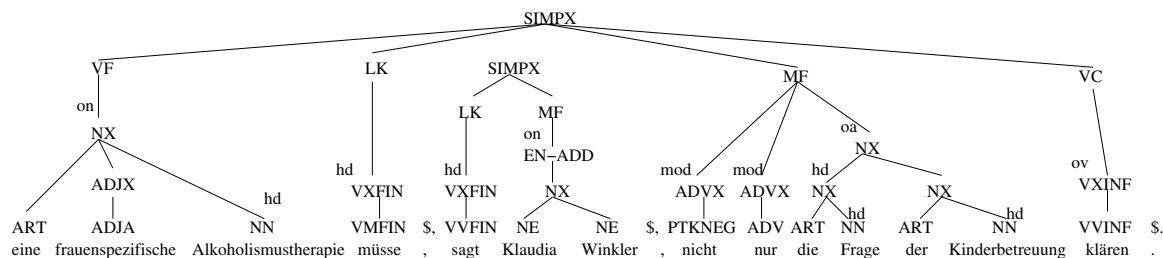 SIMPX
VF LK SIMPX MF VC
on LK MF oa
NX on NX
EN–ADD
ADJX hd hd hd mod mod hd ov
VXFIN VXFIN NX ADVX ADVX NX NX VXINF
hd hd
ART ADJA NN VMFIN $, VVFIN NE NE $, PTKNEG ADV ART NN ART NN VVINF $.
eine frauenspezifische Alkoholismustherapie müsse , sagt Klaudia Winkler , nicht nur die Frage der Kinderbetreuung klären .